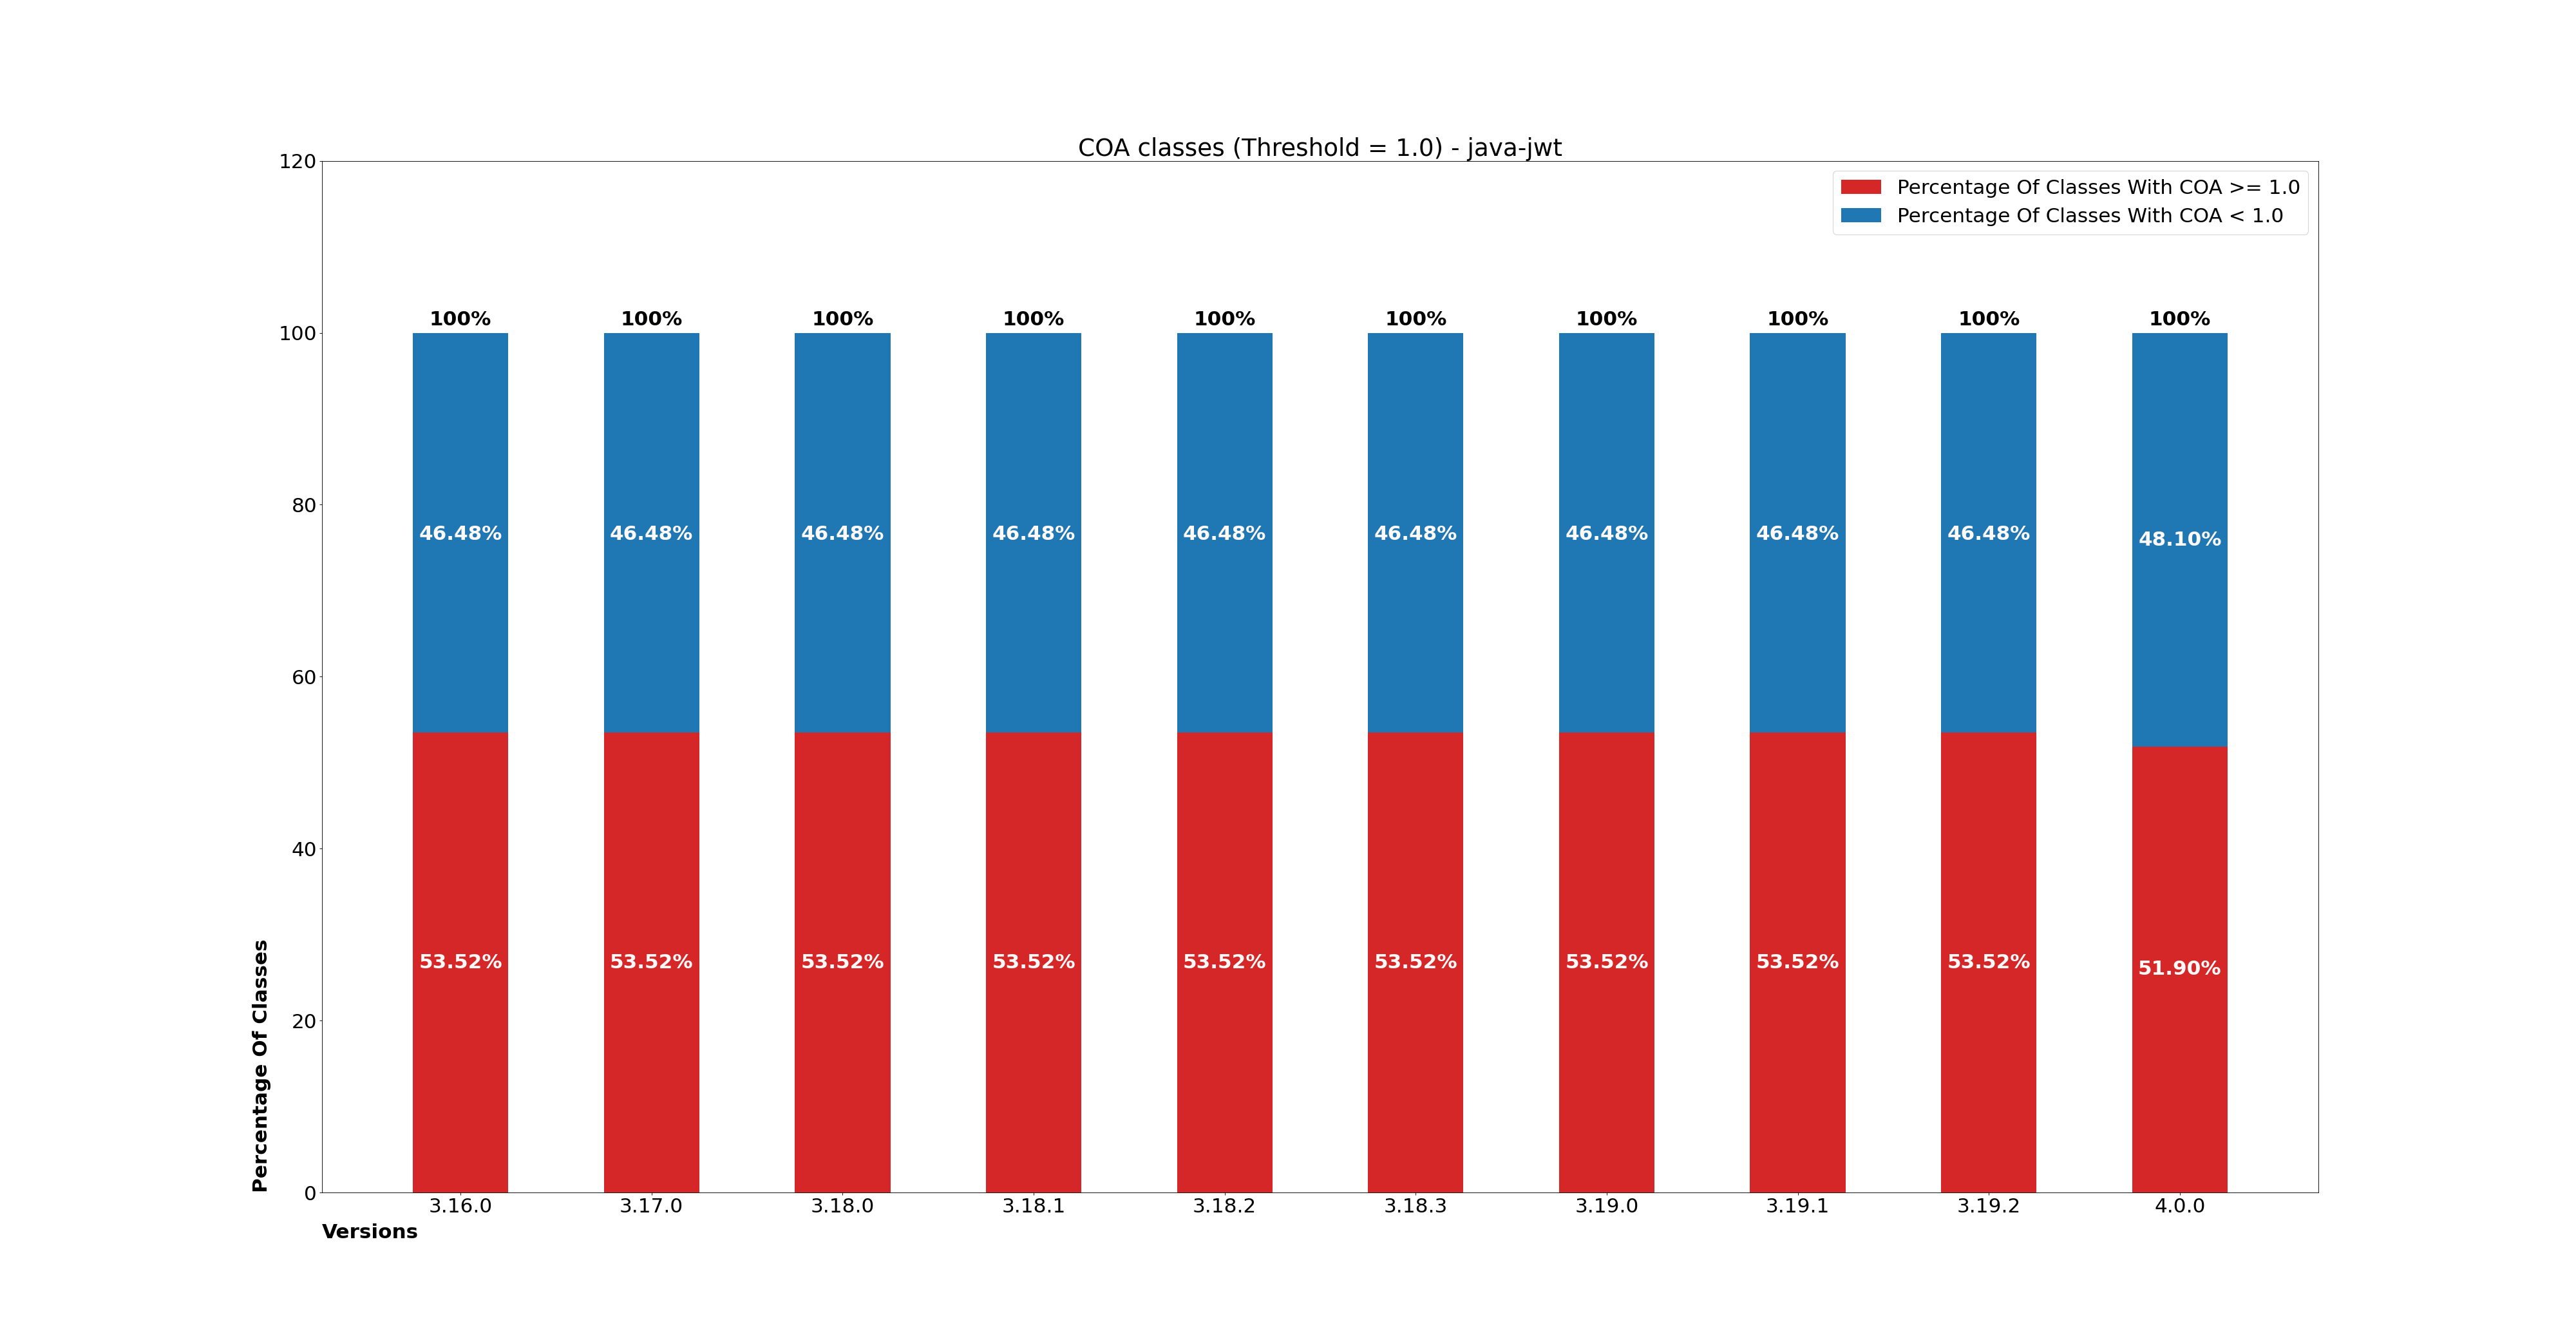 COA classes (Threshold = 1.0) - java-jwt
120
Percentage Of Classes With COA >= 1.0
Percentage Of Classes With COA < 1.0
100% 100% 100% 100% 100% 100% 100% 100% 100% 100%
100
80
46.48% 46.48% 46.48% 46.48% 46.48% 46.48% 46.48% 46.48% 46.48% 48.10%
60
40
53.52% 53.52% 53.52% 53.52% 53.52% 53.52% 53.52% 53.52% 53.52% 51.90%
20
0
Percentage Of Classes
3.16.0 3.17.0 3.18.0 3.18.1 3.18.2 3.18.3 3.19.0 3.19.1 3.19.2 4.0.0
Versions